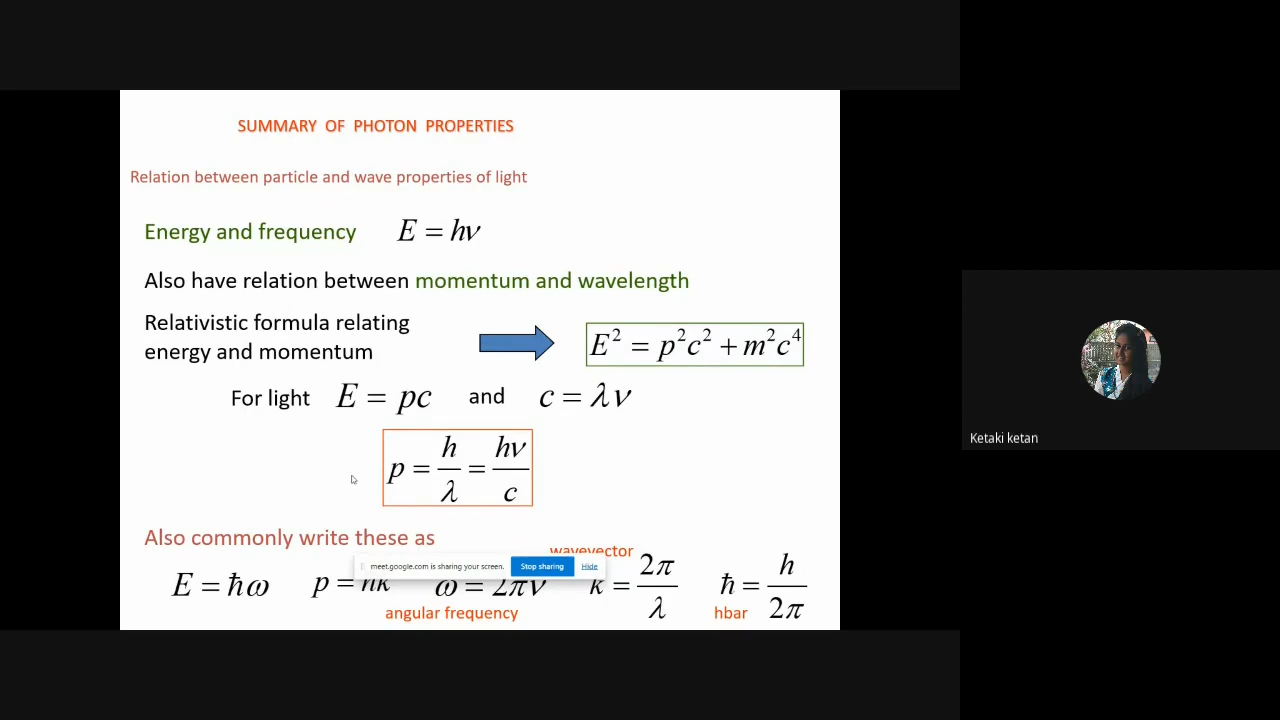 SUMMARY OF PHOTON PROPERTIES
Relation between particle and wave properties of light
Energy and frequency E = hν
Also have relation between momentum and wavelength
Relativistic formula relating
energy and momentum
E² = p²c² + m²c⁴
For light E = pc and c = λν
p = h/λ = hν/c
Also commonly write these as
wavevector
meet.google.com is sharing your screen. Stop sharing Hide
E = ħω p = ħk ω = 2πν k = 2π/λ ħ = h/2π
angular frequency hbar
Ketaki ketan